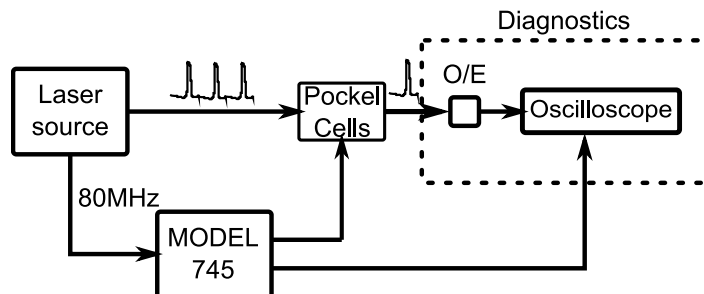 Diagnostics
Laser
source
Pockel
Cells
O/E
Oscilloscope
80MHz
MODEL
745